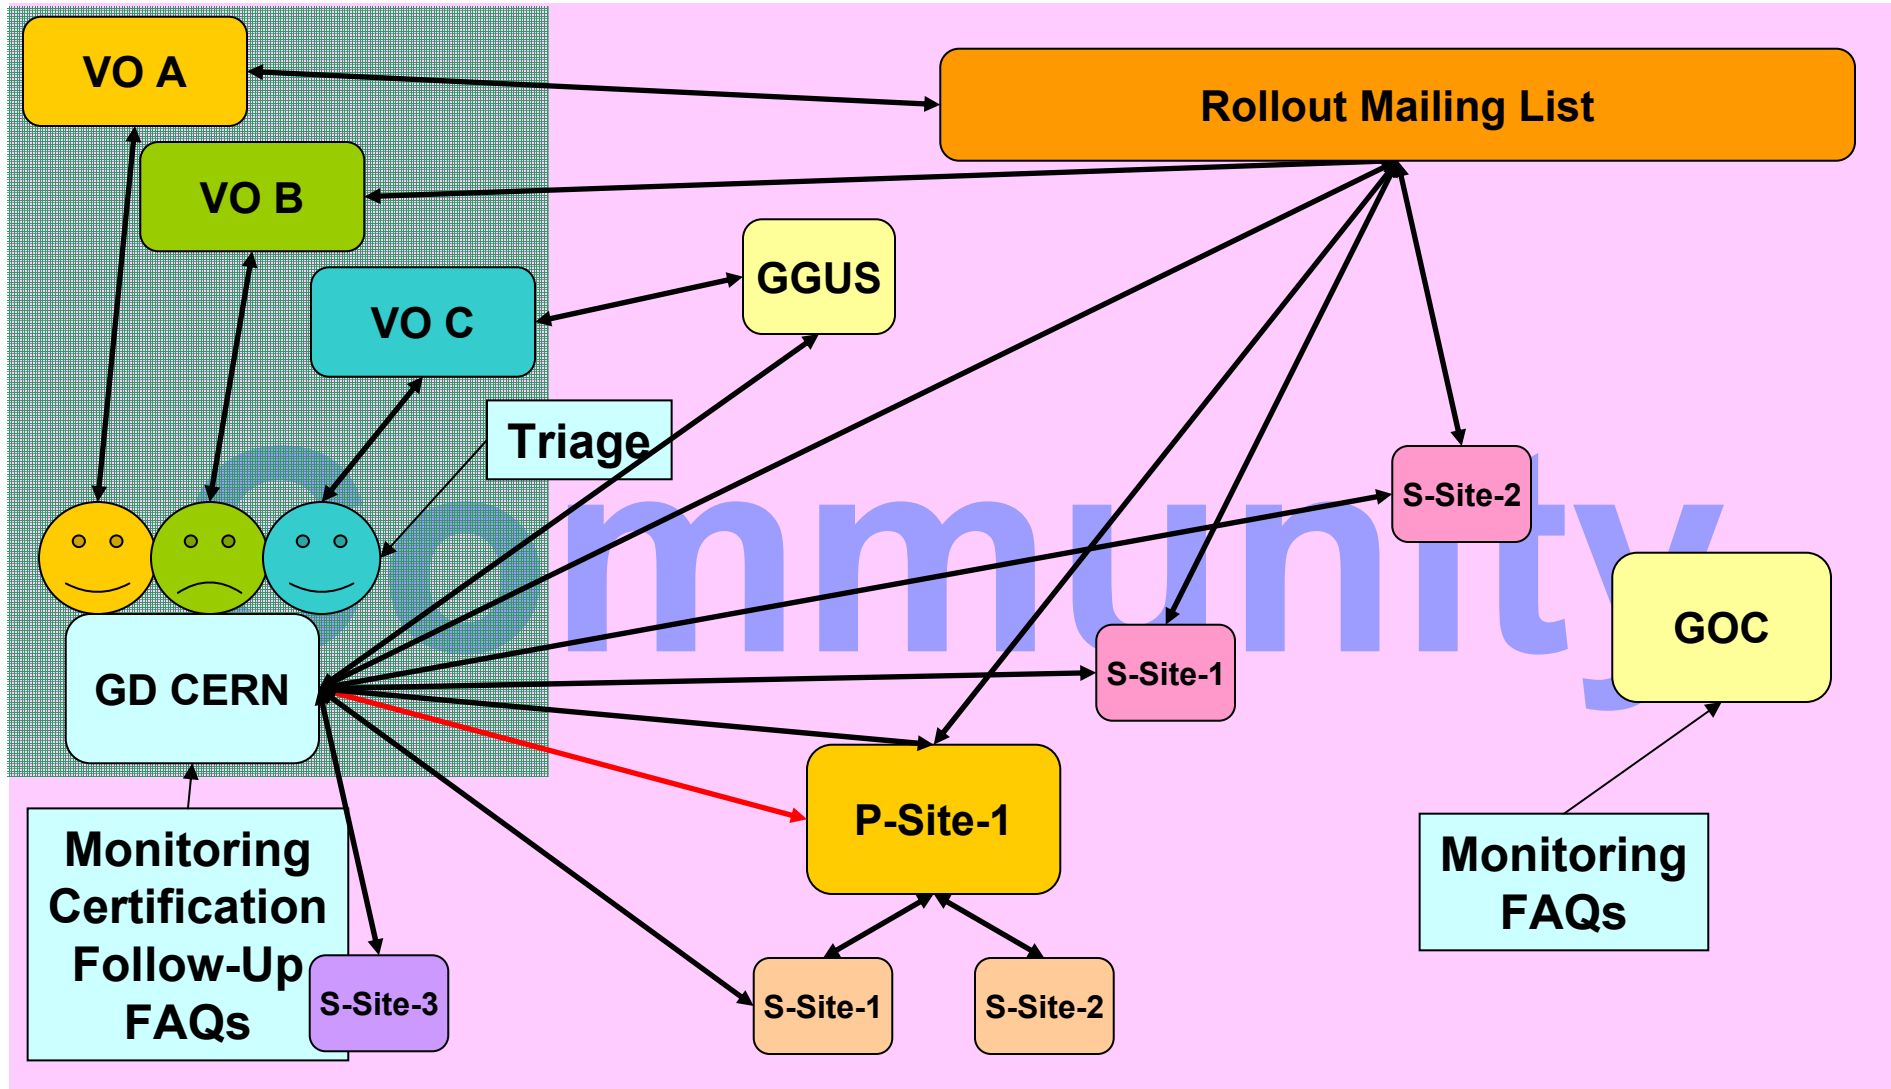 VO A
Rollout Mailing List
VO B
GGUS
VO C
Triage
S-Site-2
Community
GOC
S-Site-1
GD CERN
P-Site-1
Monitoring
Certification
Follow-Up
FAQs
Monitoring
FAQs
S-Site-3
S-Site-1
S-Site-2